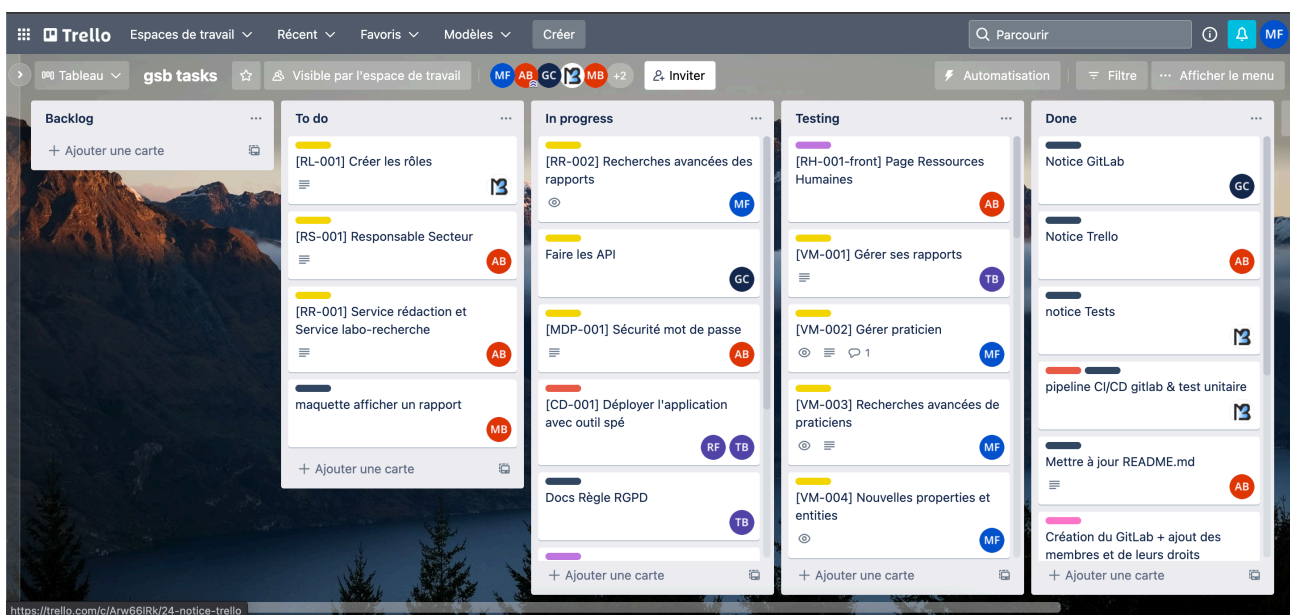 Trello
Espaces de travail
Récent
Favoris
Modèles
Créer
Parcourir
MF
Tableau
gsb tasks
Visible par l'espace de travail
MF
AB
GC
MB
+2
Inviter
Automatisation
Filtre
Afficher le menu
Backlog
Ajouter une carte
To do
[RL-001] Créer les rôles
[RS-001] Responsable Secteur
AB
[RR-001] Service rédaction et
Service labo-recherche
AB
maquette afficher un rapport
MB
Ajouter une carte
In progress
[RR-002] Recherches avancées des
rapports
MF
Faire les API
GC
[MDP-001] Sécurité mot de passe
AB
[CD-001] Déployer l'application
avec outil spé
RF
TB
Docs Règle RGPD
TB
Ajouter une carte
Testing
[RH-001-front] Page Ressources
Humaines
AB
[VM-001] Gérer ses rapports
TB
[VM-002] Gérer praticien
1
MF
[VM-003] Recherches avancées de
praticiens
MF
[VM-004] Nouvelles properties et
entities
MF
Ajouter une carte
Done
Notice GitLab
GC
Notice Trello
AB
notice Tests
pipeline CI/CD gitlab & test unitaire
Mettre à jour README.md
AB
Création du GitLab + ajout des
membres et de leurs droits
Ajouter une carte
https://trello.com/c/Arw66IRk/24-notice-trello